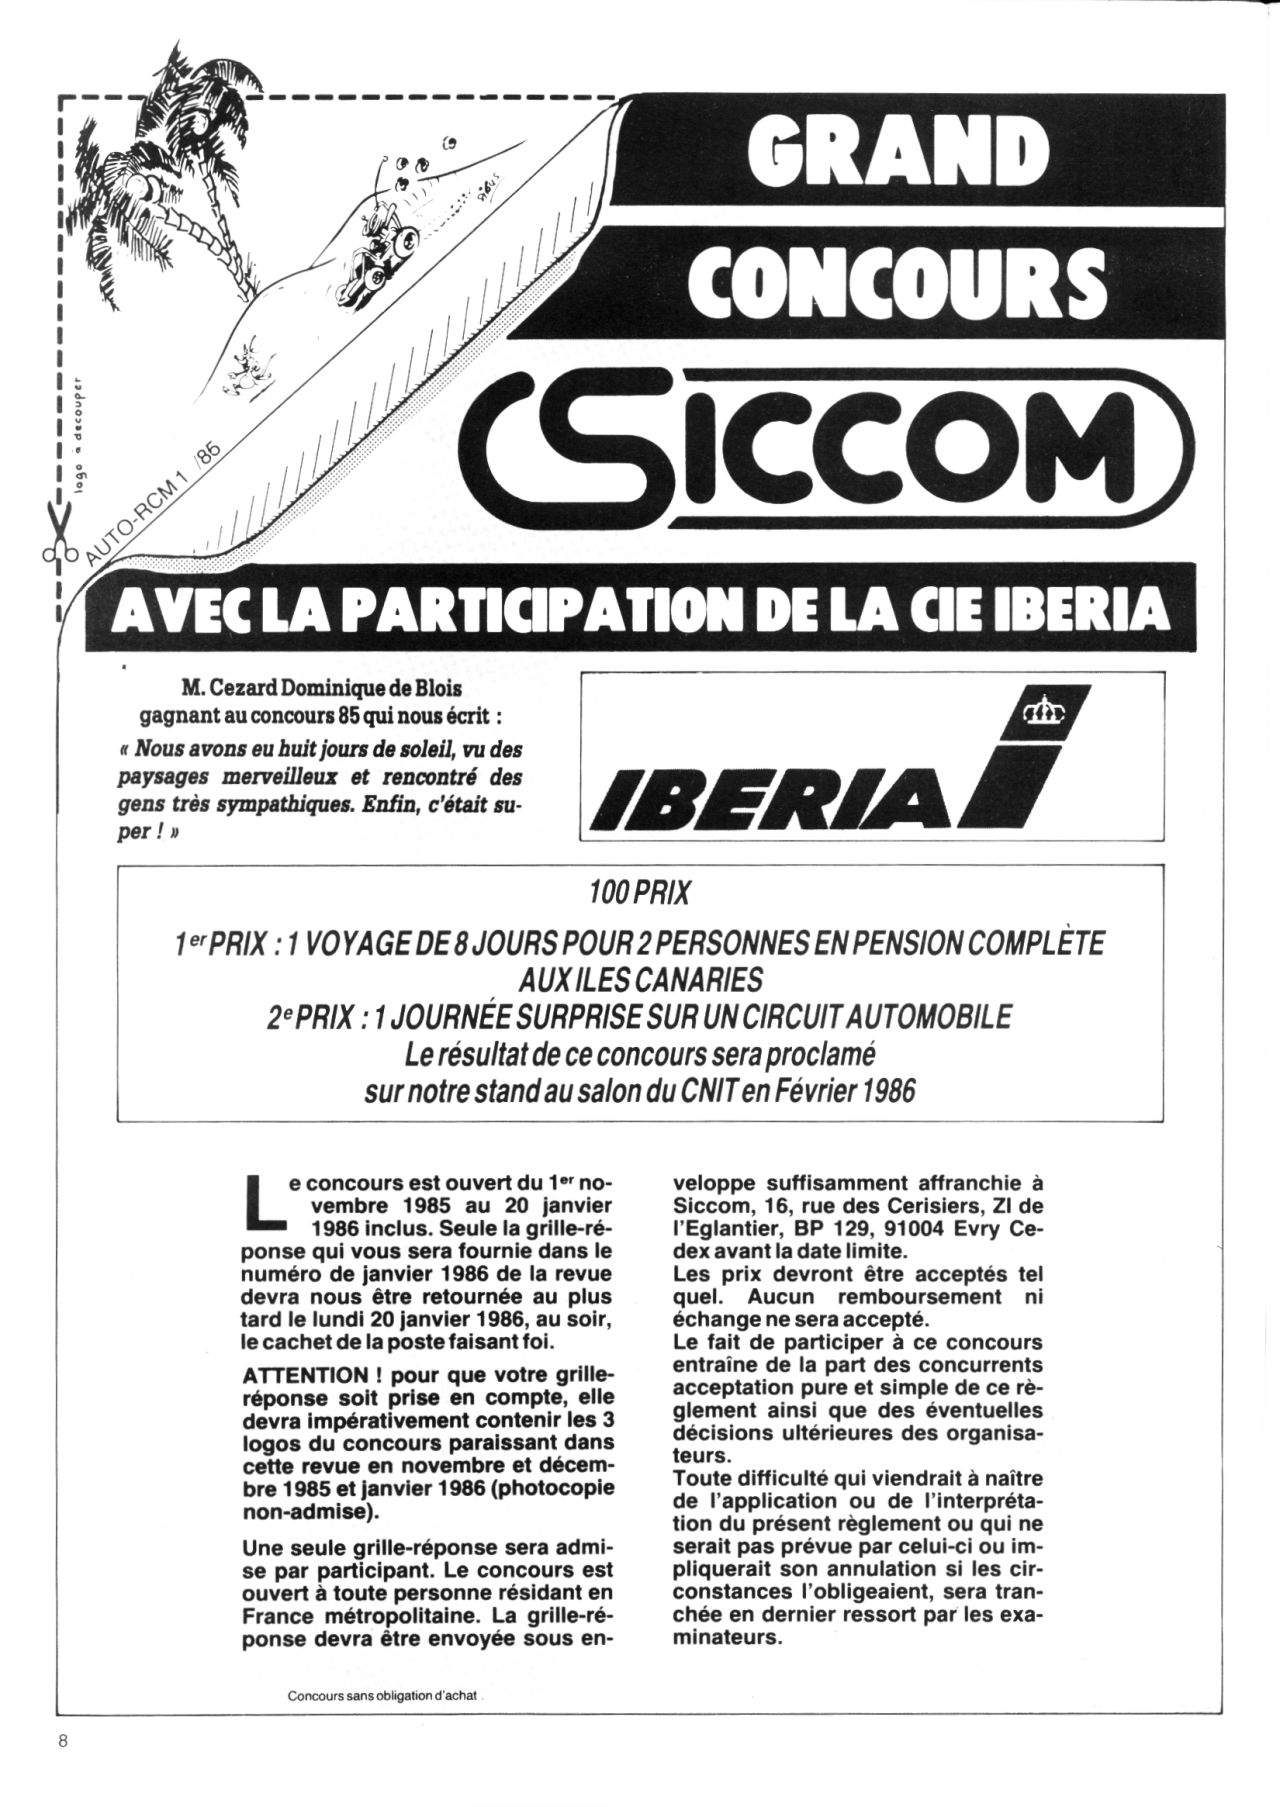 GRAND
CONCOURS
SICCOM
logo a decouper
AUTO-RCM1 /85
AVEC LA PARTICIPATION DE LA CIE IBERIA
M. Cezard Dominique de Blois
gagnant au concours 85 qui nous écrit :
« Nous avons eu huit jours de soleil, vu des
paysages merveilleux et rencontré des
gens très sympathiques. Enfin, c'était su-
per ! »
IBERIA
100 PRIX
1er PRIX : 1 VOYAGE DE 8 JOURS POUR 2 PERSONNES EN PENSION COMPLÈTE
AUX ILES CANARIES
2e PRIX : 1 JOURNÉE SURPRISE SUR UN CIRCUIT AUTOMOBILE
Le résultat de ce concours sera proclamé
sur notre stand au salon du CNIT en Février 1986
Le concours est ouvert du 1er no-
vembre 1985 au 20 janvier
1986 inclus. Seule la grille-ré-
ponse qui vous sera fournie dans le
numéro de janvier 1986 de la revue
devra nous être retournée au plus
tard le lundi 20 janvier 1986, au soir,
le cachet de la poste faisant foi.
ATTENTION ! pour que votre grille-
réponse soit prise en compte, elle
devra impérativement contenir les 3
logos du concours paraissant dans
cette revue en novembre et décem-
bre 1985 et janvier 1986 (photocopie
non-admise).
Une seule grille-réponse sera admi-
se par participant. Le concours est
ouvert à toute personne résidant en
France métropolitaine. La grille-ré-
ponse devra être envoyée sous en-
veloppe suffisamment affranchie à
Siccom, 16, rue des Cerisiers, ZI de
l'Eglantier, BP 129, 91004 Evry Ce-
dex avant la date limite.
Les prix devront être acceptés tel
quel. Aucun remboursement ni
échange ne sera accepté.
Le fait de participer à ce concours
entraîne de la part des concurrents
acceptation pure et simple de ce rè-
glement ainsi que des éventuelles
décisions ultérieures des organisa-
teurs.
Toute difficulté qui viendrait à naître
de l'application ou de l'interpréta-
tion du présent règlement ou qui ne
serait pas prévue par celui-ci ou im-
pliquerait son annulation si les cir-
constances l'obligeaient, sera tran-
chée en dernier ressort par les exa-
minateurs.
Concours sans obligation d'achat.
8